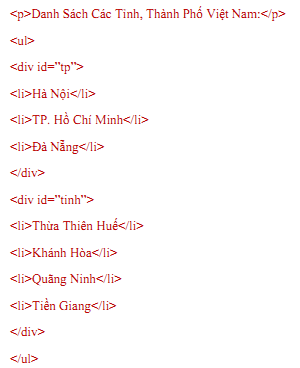 <p>Danh Sách Các Tỉnh, Thành Phố Việt Nam:</p>
<ul>
<div id="tp">
<li>Hà Nội</li>
<li>TP. Hồ Chí Minh</li>
<li>Đà Nẵng</li>
</div>
<div id="tinh">
<li>Thừa Thiên Huế</li>
<li>Khánh Hòa</li>
<li>Quãng Ninh</li>
<li>Tiền Giang</li>
</div>
</ul>